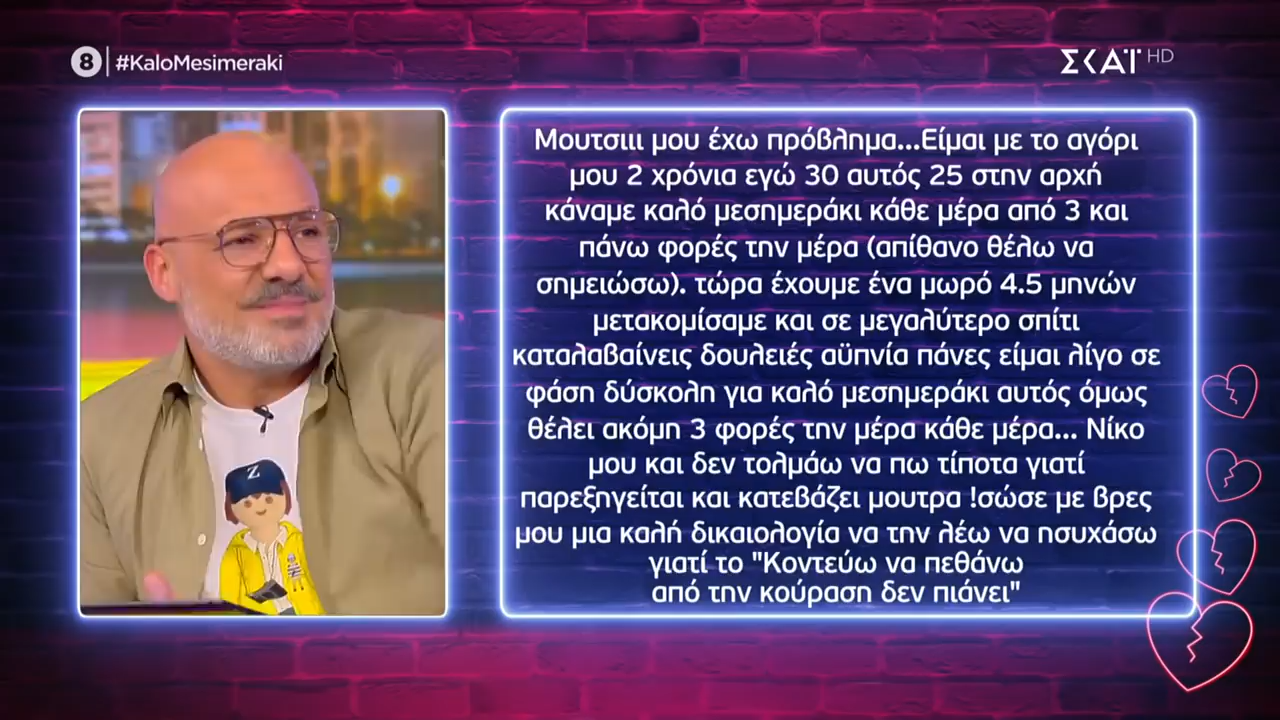 8 #KaloMesimeraki
ΣΚΑΪ HD
Μουτσιιι μου έχω πρόβλημα...Είμαι με το αγόρι
μου 2 χρόνια εγώ 30 αυτός 25 στην αρχή
κάναμε καλό μεσημεράκι κάθε μέρα από 3 και
πάνω φορές την μέρα (απίθανο θέλω να
σημειώσω). τώρα έχουμε ένα μωρό 4.5 μηνών
μετακομίσαμε και σε μεγαλύτερο σπίτι
καταλαβαίνεις δουλειές αϋπνία πάνες είμαι λίγο σε
φάση δύσκολη για καλό μεσημεράκι αυτός όμως
θέλει ακόμη 3 φορές την μέρα κάθε μέρα... Νίκο
μου και δεν τολμάω να πω τίποτα γιατί
παρεξηγείται και κατεβάζει μουτρα !σώσε με βρες
μου μια καλή δικαιολογία να την λέω να ησυχάσω
γιατί το "Κοντεύω να πεθάνω
από την κούραση δεν πιάνει"
Z